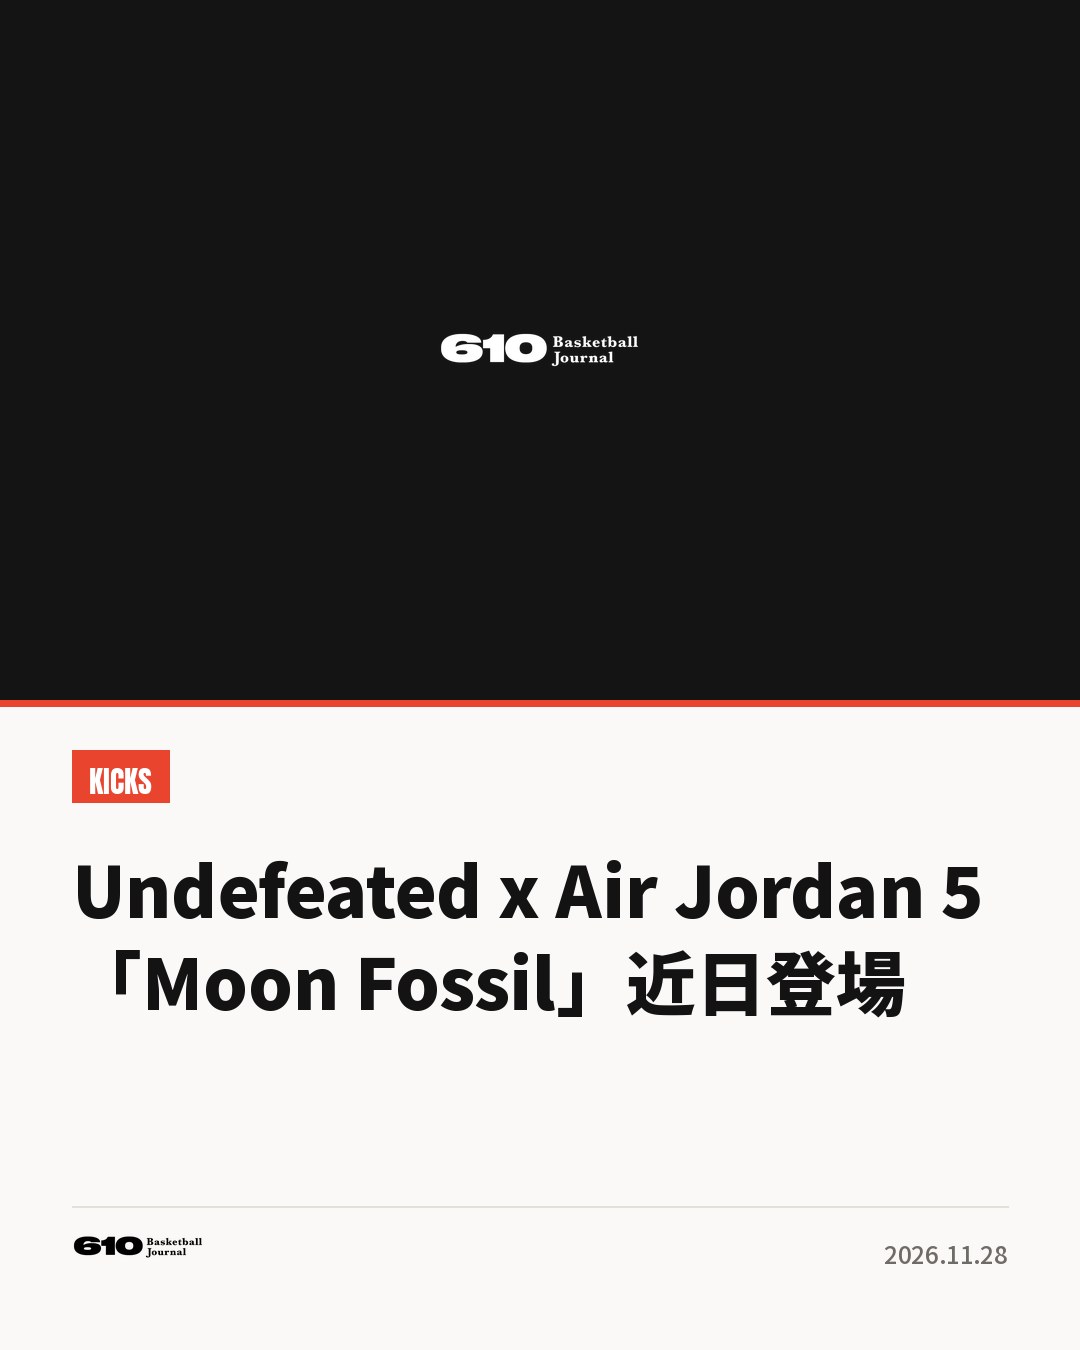 610 Basketball
Journal
KICKS
Undefeated x Air Jordan 5
「Moon Fossil」近日登場
610 Basketball
Journal
2026.11.28